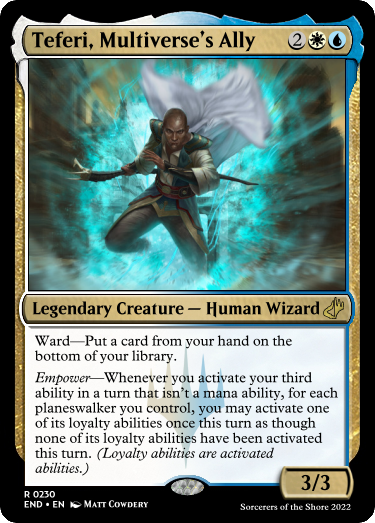 Teferi, Multiverse's Ally 2
Legendary Creature — Human Wizard
Ward—Put a card from your hand on the
bottom of your library.
Empower—Whenever you activate your third
ability in a turn that isn't a mana ability, for each
planeswalker you control, you may activate one
of its loyalty abilities once this turn as though
none of its loyalty abilities have been activated
this turn. (Loyalty abilities are activated
abilities.)
3/3
R 0230
END • EN Matt Cowdery
Sorcerers of the Shore 2022